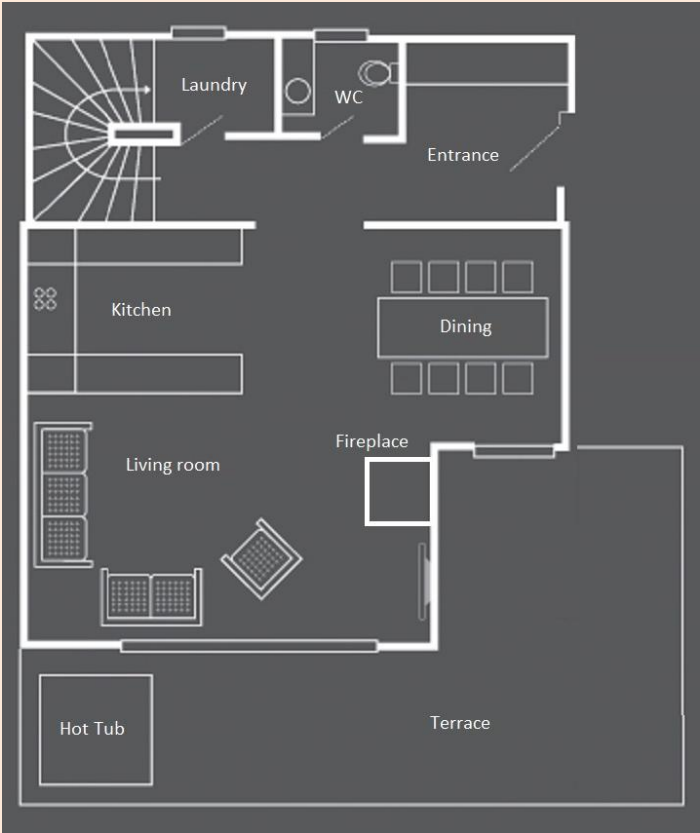 Laundry
WC
Entrance
Kitchen
Dining
Fireplace
Living room
Hot Tub
Terrace